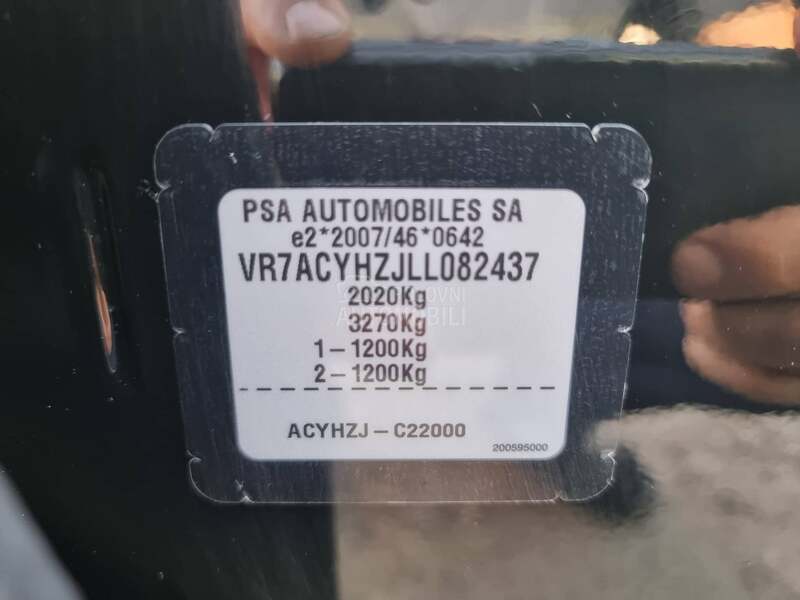 PSA AUTOMOBILES SA
e2*2007/46*0642
VR7ACYHZJLL082437
2020Kg
3270Kg
1-1200Kg
2-1200Kg
ACYHZJ-C22000
200595000